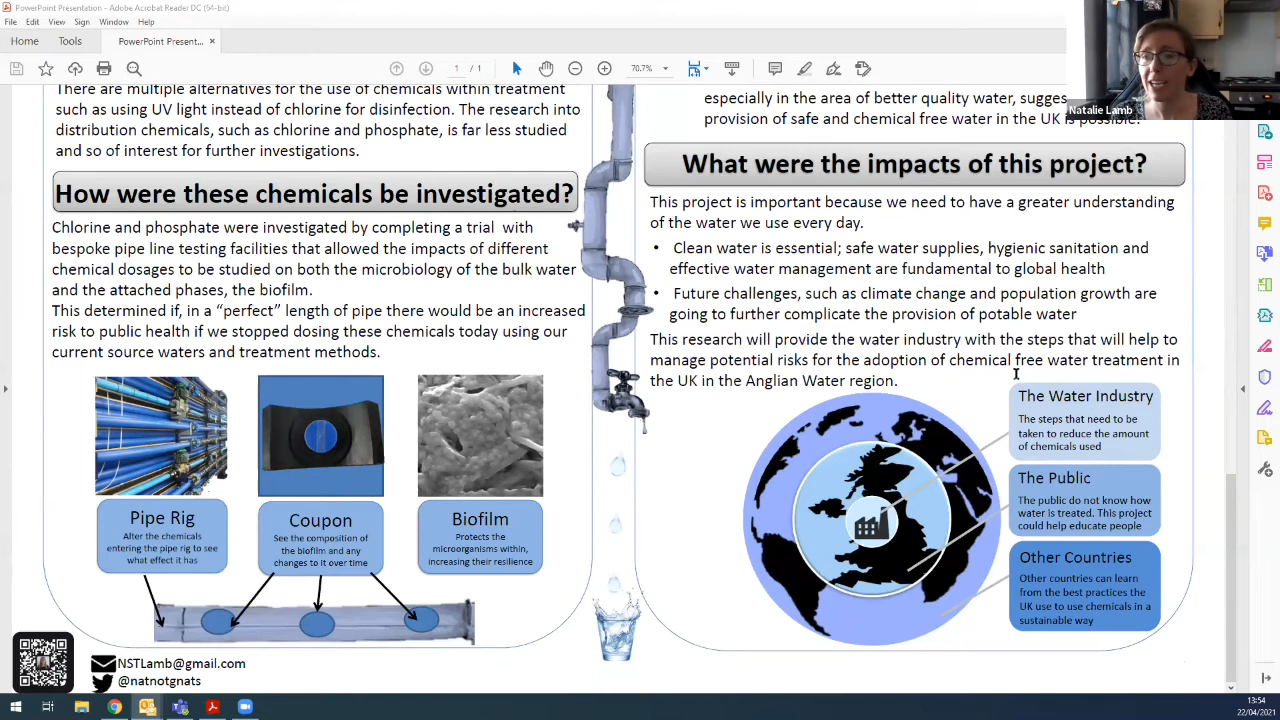 PowerPoint Presentation - Adobe Acrobat Reader DC (64-bit)
File Edit View Sign Window Help
Home Tools PowerPoint Present... ×
1 / 1 70.7%
Natalie Lamb
There are multiple alternatives for the use of chemicals within treatment
such as using UV light instead of chlorine for disinfection. The research into
distribution chemicals, such as chlorine and phosphate, is far less studied
and so of interest for further investigations.
How were these chemicals be investigated?
Chlorine and phosphate were investigated by completing a trial with
bespoke pipe line testing facilities that allowed the impacts of different
chemical dosages to be studied on both the microbiology of the bulk water
and the attached phases, the biofilm.
This determined if, in a “perfect” length of pipe there would be an increased
risk to public health if we stopped dosing these chemicals today using our
current source waters and treatment methods.
Pipe Rig
Alter the chemicals
entering the pipe rig to see
what effect it has
Coupon
See the composition of
the biofilm and any
changes to it over time
Biofilm
Protects the
microorganisms within,
increasing their resilience
NSTLamb@gmail.com
@natnotgnats
especially in the area of better quality water,
provision of safe and chemical free water in the UK is possible.
What were the impacts of this project?
This project is important because we need to have a greater understanding
of the water we use every day.
• Clean water is essential; safe water supplies, hygienic sanitation and
effective water management are fundamental to global health
• Future challenges, such as climate change and population growth are
going to further complicate the provision of potable water
This research will provide the water industry with the steps that will help to
manage potential risks for the adoption of chemical free water treatment in
the UK in the Anglian Water region.
The Water Industry
The steps that need to be
taken to reduce the amount
of chemicals used
The Public
The public do not know how
water is treated. This project
could help educate people
Other Countries
Other countries can learn
from the best practices the
UK use to use chemicals in a
sustainable way
13:54
22/04/2021